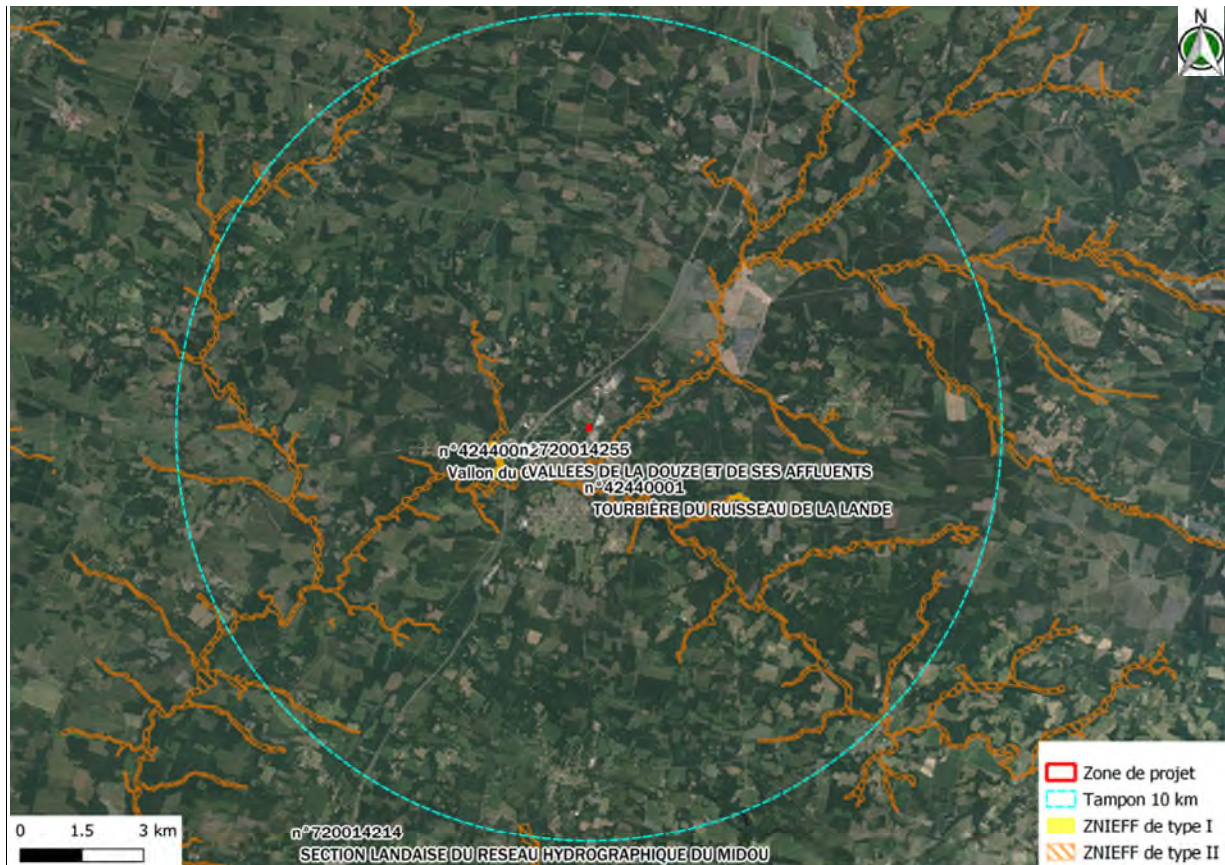 N
n°42440002720014255
Vallon du C VALLEES DE LA DOUZE ET DE SES AFFLUENTS
n°42440001
TOURBIÈRE DU RUISSEAU DE LA LANDE
n°720014214
SECTION LANDAISE DU RESEAU HYDROGRAPHIQUE DU MIDOU
0 1.5 3 km
Zone de projet
Tampon 10 km
ZNIEFF de type I
ZNIEFF de type II